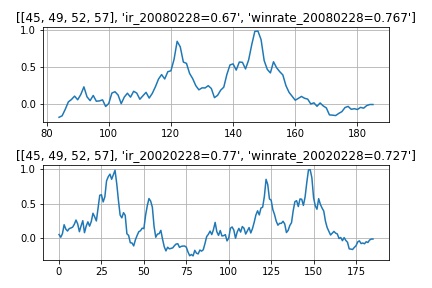 [[45, 49, 52, 57], 'ir_20080228=0.67', 'winrate_20080228=0.767']
1.0
0.5
0.0
80 100 120 140 160 180
[[45, 49, 52, 57], 'ir_20020228=0.77', 'winrate_20020228=0.727']
1.0
0.5
0.0
0 25 50 75 100 125 150 175